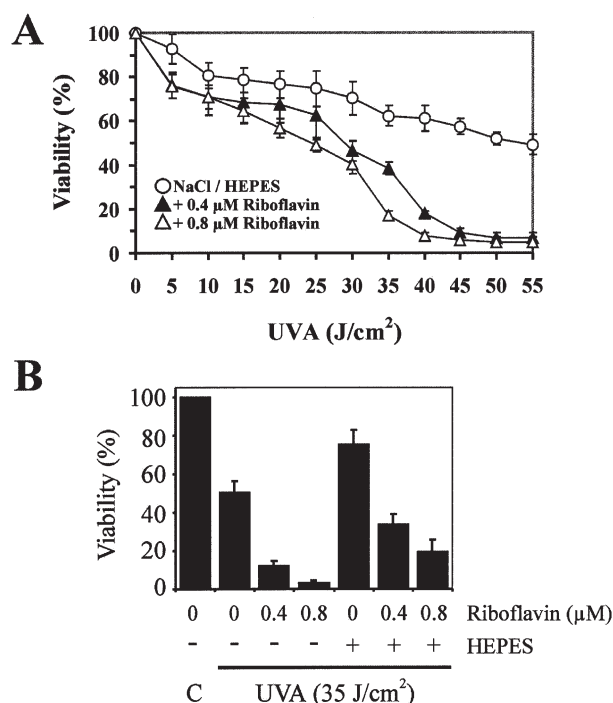 A
100
80
60
40
20
0
Viability (%)
NaCl / HEPES
+ 0.4 µM Riboflavin
+ 0.8 µM Riboflavin
0 5 10 15 20 25 30 35 40 45 50 55
UVA (J/cm²)
B
100
80
60
40
20
0
Viability (%)
0 0 0.4 0.8 0 0.4 0.8 Riboflavin (µM)
- - - - + + + HEPES
C UVA (35 J/cm²)